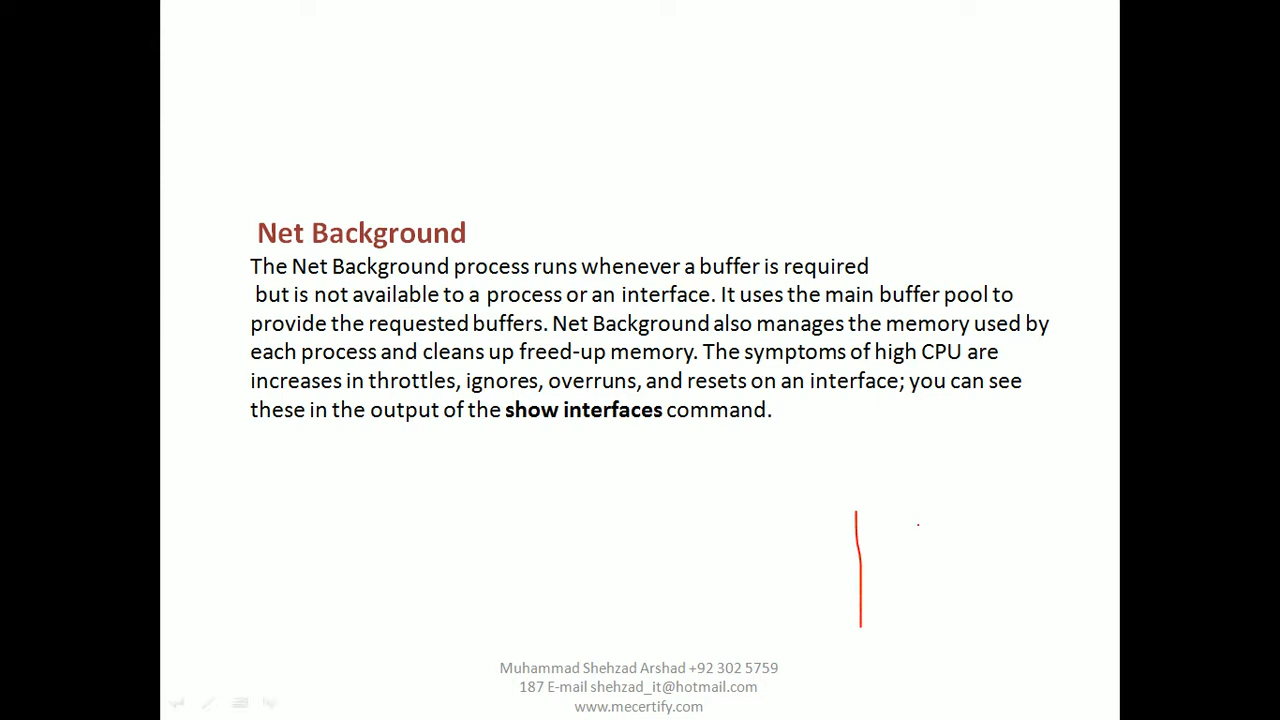 Net Background
The Net Background process runs whenever a buffer is required
but is not available to a process or an interface. It uses the main buffer pool to
provide the requested buffers. Net Background also manages the memory used by
each process and cleans up freed-up memory. The symptoms of high CPU are
increases in throttles, ignores, overruns, and resets on an interface; you can see
these in the output of the show interfaces command.
Muhammad Shehzad Arshad +92 302 5759
187 E-mail shehzad_it@hotmail.com
www.mecertify.com